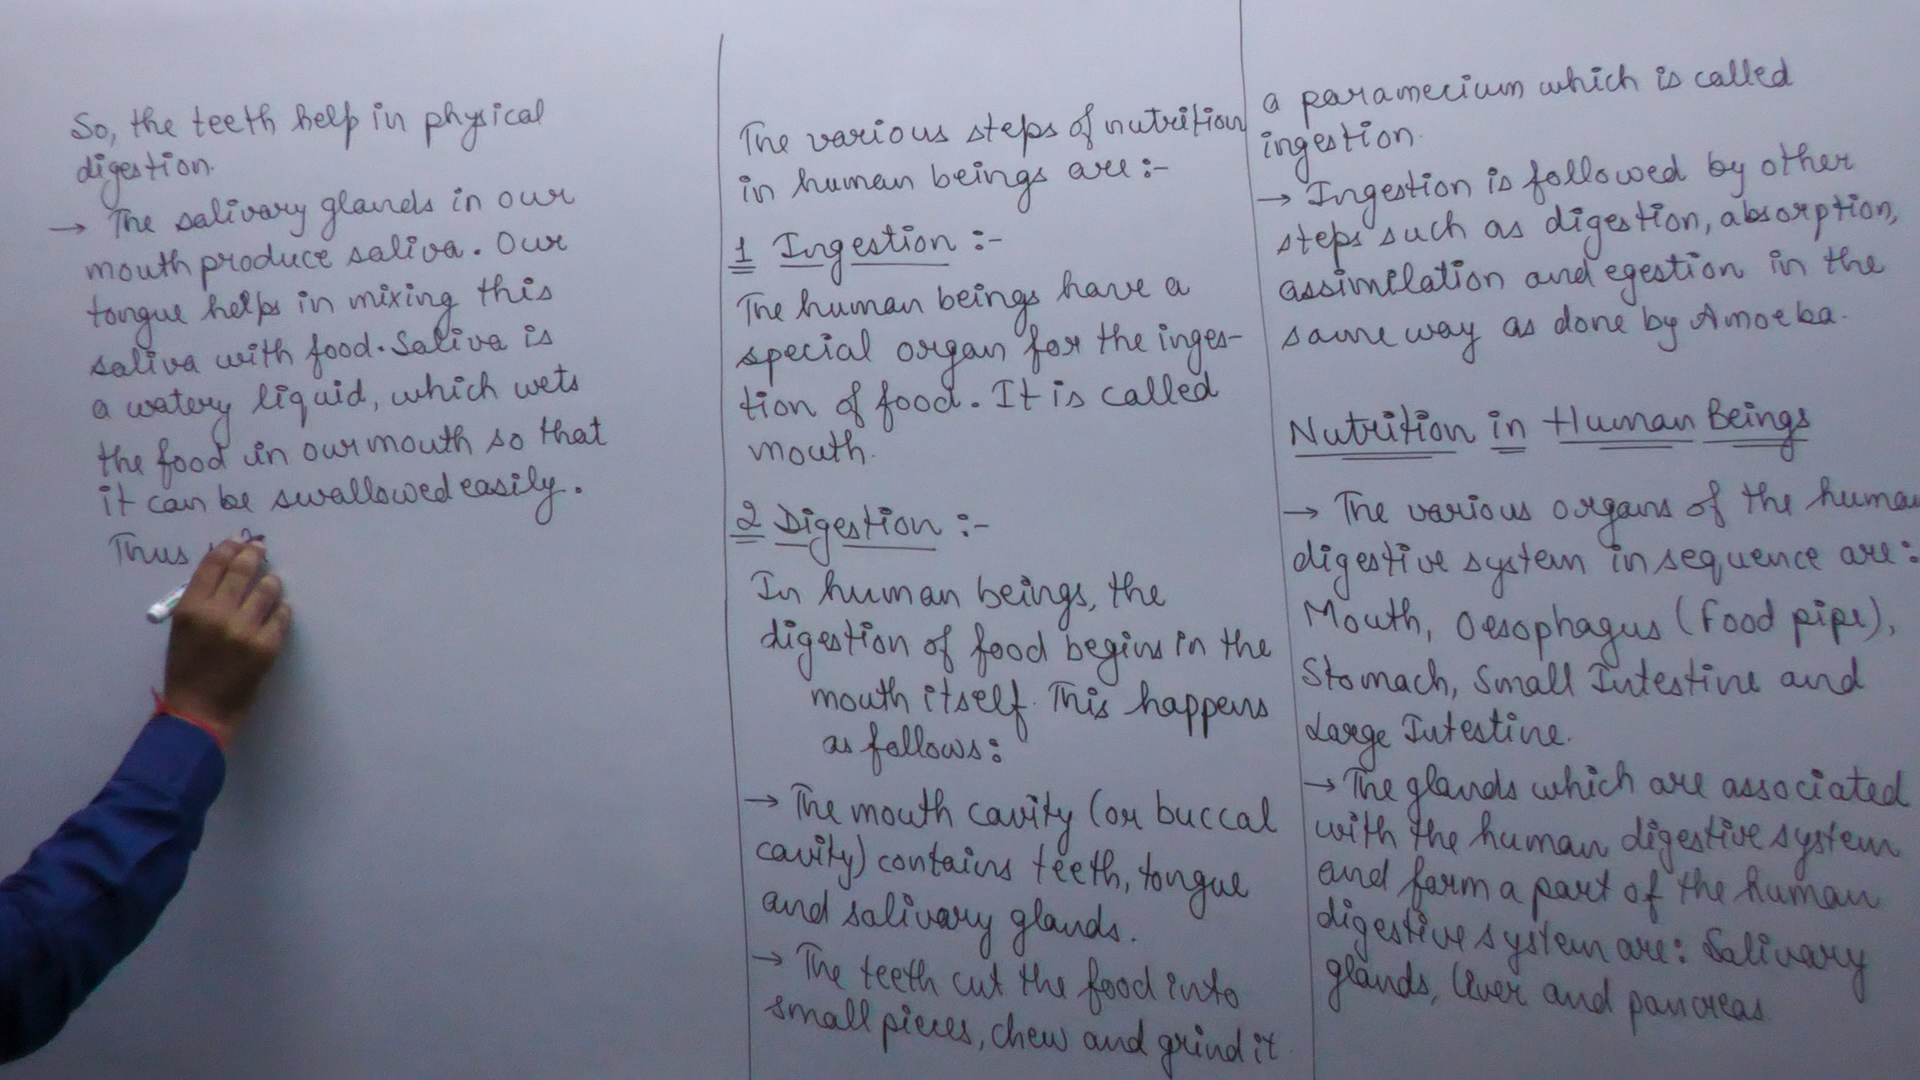 a paramecium which is called
ingestion.
→ Ingestion is followed by other
steps such as digestion, absorption,
assimilation and egestion in the
same way as done by Amoeba.
Nutrition in Human Beings
→ The various organs of the human
digestive system in sequence are:
Mouth, Oesophagus (Food pipe),
Stomach, Small Intestine and
Large Intestine.
→ The glands which are associated
with the human digestive system
and form a part of the human
digestive system are: Salivary
glands, liver and pancreas
The various steps of nutrition
in human beings are :-
1 Ingestion :-
The human beings have a
special organ for the inges-
tion of food. It is called
mouth.
2 Digestion :-
In human beings, the
digestion of food begins in the
mouth itself. This happens
as follows:
→ The mouth cavity (or buccal
cavity) contains teeth, tongue
and salivary glands.
→ The teeth cut the food into
small pieces, chew and grind it
So, the teeth help in physical
digestion.
→ The salivary glands in our
mouth produce saliva. Our
tongue helps in mixing this
saliva with food. Saliva is
a watery liquid, which wets
the food in our mouth so that
it can be swallowed easily.
Thus